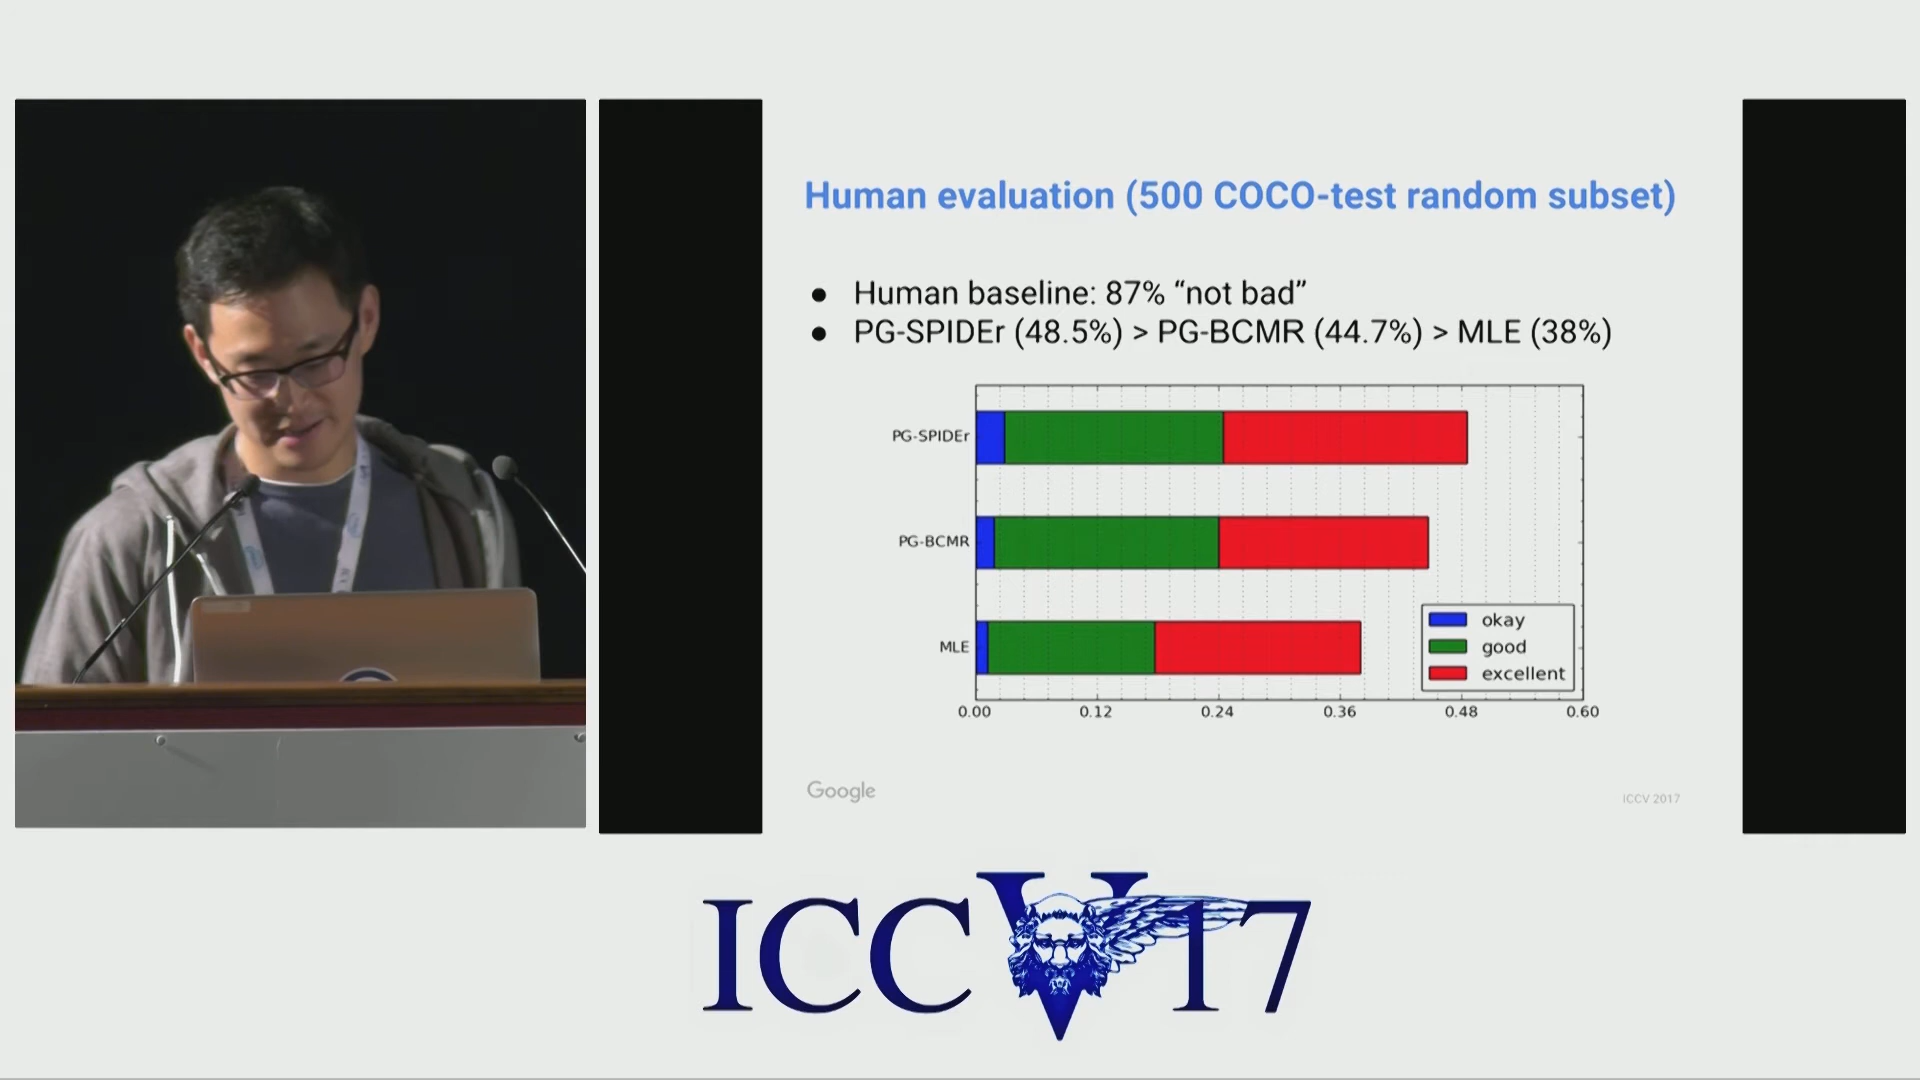 Human evaluation (500 COCO-test random subset)
● Human baseline: 87% “not bad”
● PG-SPIDEr (48.5%) > PG-BCMR (44.7%) > MLE (38%)
PG-SPIDEr
PG-BCMR
MLE
okay
good
excellent
0.00 0.12 0.24 0.36 0.48 0.60
Google
ICCV 2017
ICCV17